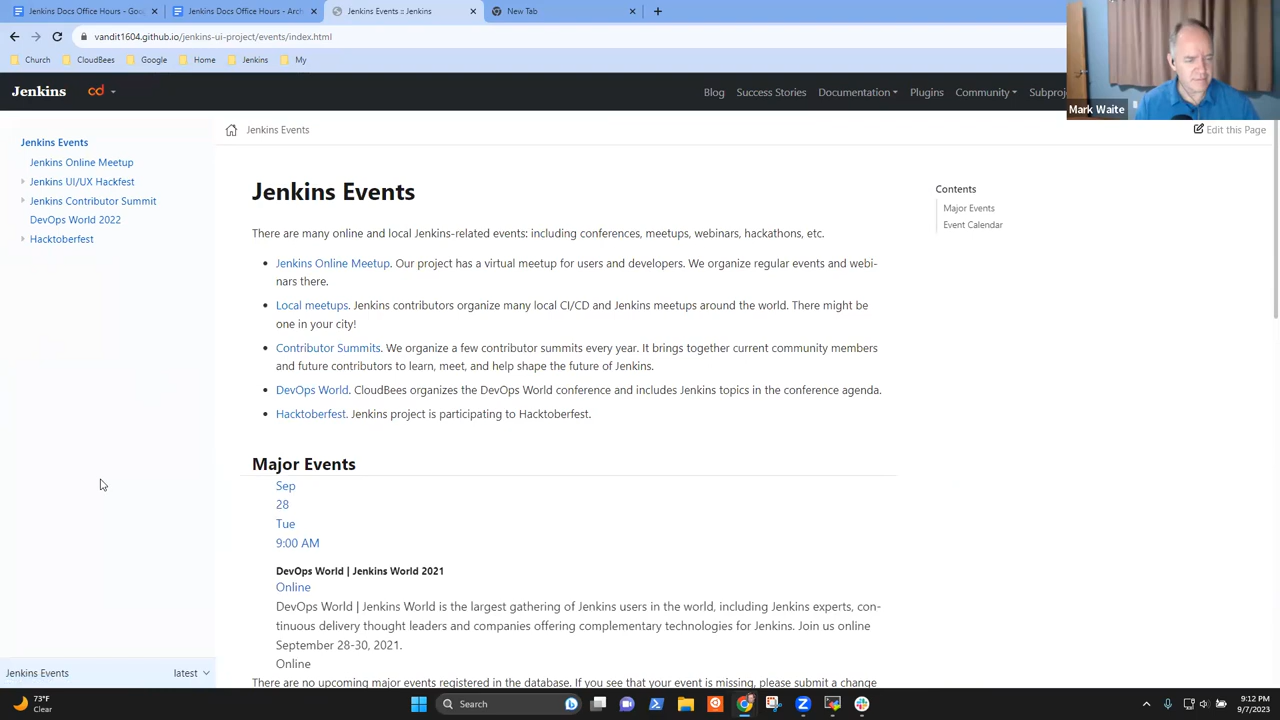 Jenkins Docs Office Hours - Goo
Jenkins Docs Office Hours - Arch
Jenkins Events :: Jenkins
New Tab
vandit1604.github.io/jenkins-ui-project/events/index.html
Church
CloudBees
Google
Home
Jenkins
My
Mark Waite
Jenkins
cd
Blog
Success Stories
Documentation
Plugins
Community
Subproj
Jenkins Events
Jenkins Online Meetup
Jenkins UI/UX Hackfest
Jenkins Contributor Summit
DevOps World 2022
Hacktoberfest
Jenkins Events
Edit this Page
Jenkins Events
There are many online and local Jenkins-related events: including conferences, meetups, webinars, hackathons, etc.
Jenkins Online Meetup. Our project has a virtual meetup for users and developers. We organize regular events and webi-
nars there.
Local meetups. Jenkins contributors organize many local CI/CD and Jenkins meetups around the world. There might be
one in your city!
Contributor Summits. We organize a few contributor summits every year. It brings together current community members
and future contributors to learn, meet, and help shape the future of Jenkins.
DevOps World. CloudBees organizes the DevOps World conference and includes Jenkins topics in the conference agenda.
Hacktoberfest. Jenkins project is participating to Hacktoberfest.
Contents
Major Events
Event Calendar
Major Events
Sep
28
Tue
9:00 AM
DevOps World | Jenkins World 2021
Online
DevOps World | Jenkins World is the largest gathering of Jenkins users in the world, including Jenkins experts, con-
tinuous delivery thought leaders and companies offering complementary technologies for Jenkins. Join us online
September 28-30, 2021.
Online
There are no upcoming major events registered in the database. If you see that your event is missing, please submit a change
Jenkins Events
latest
73°F
Clear
Search
9:12 PM
9/7/2023